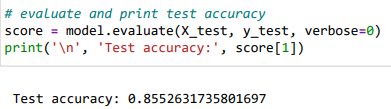 # evaluate and print test accuracy
score = model.evaluate(X_test, y_test, verbose=0)
print('\n', 'Test accuracy:', score[1])
Test accuracy: 0.8552631735801697